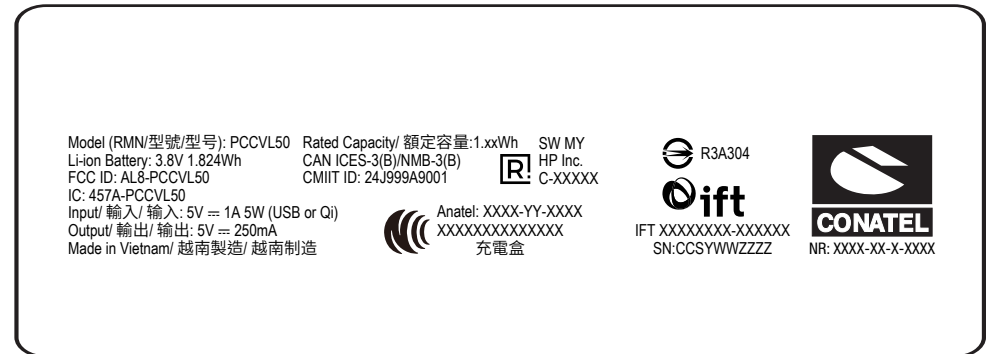 Model (RMN/型號/型号): PCCVL50
Li-ion Battery: 3.8V 1.824Wh
FCC ID: AL8-PCCVL50
IC: 457A-PCCVL50
Input/ 輸入/ 输入: 5V ⎓ 1A 5W (USB or Qi)
Output/ 輸出/ 输出: 5V ⎓ 250mA
Made in Vietnam/ 越南製造/ 越南制造
Rated Capacity/ 額定容量:1.xxWh
CAN ICES-3(B)/NMB-3(B)
CMIIT ID: 24J999A9001
R!
SW MY
HP Inc.
C-XXXXX
Anatel: XXXX-YY-XXXX
XXXXXXXXXXXXXX
充電盒
R3A304
ift
IFT XXXXXXXX-XXXXXX
SN:CCSYWWZZZZ
CONATEL
NR: XXXX-XX-X-XXXX